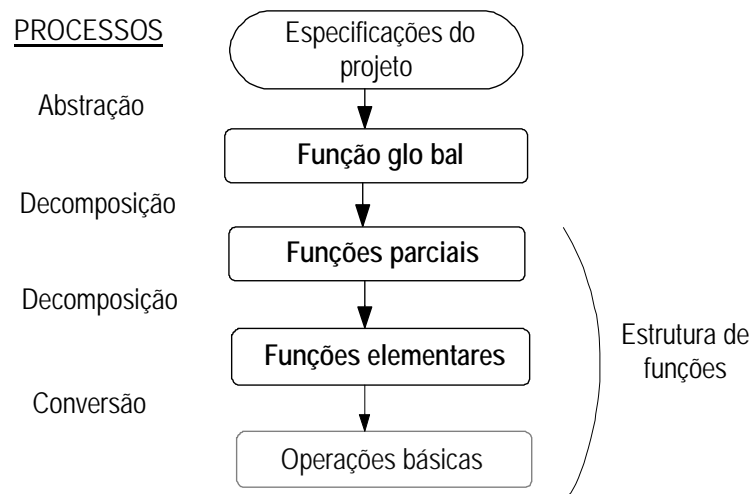 PROCESSOS
Especificações do
projeto
Abstração
Função glo bal
Decomposição
Funções parciais
Decomposição
Estrutura de
funções
Funções elementares
Conversão
Operações básicas